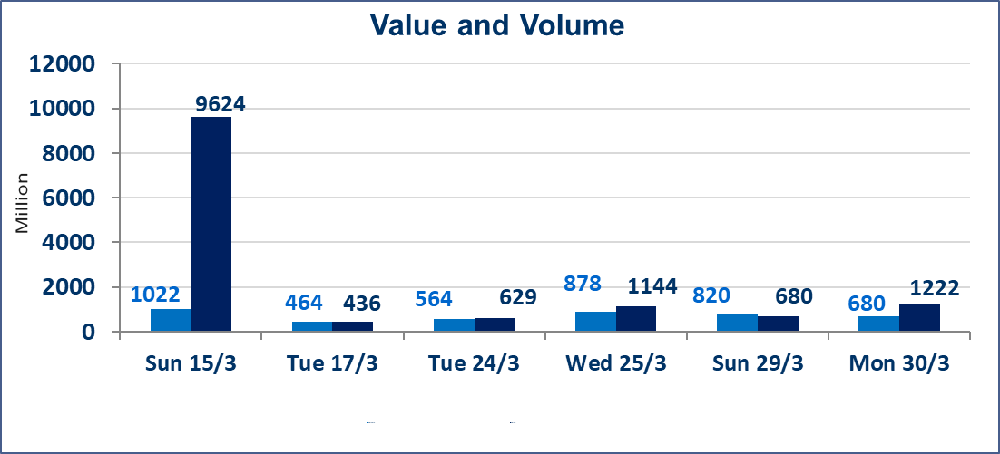 Value and Volume
Million
12000
10000
8000
6000
4000
2000
0
1022
9624
464
436
564
629
878
1144
820
680
680
1222
Sun 15/3
Tue 17/3
Tue 24/3
Wed 25/3
Sun 29/3
Mon 30/3